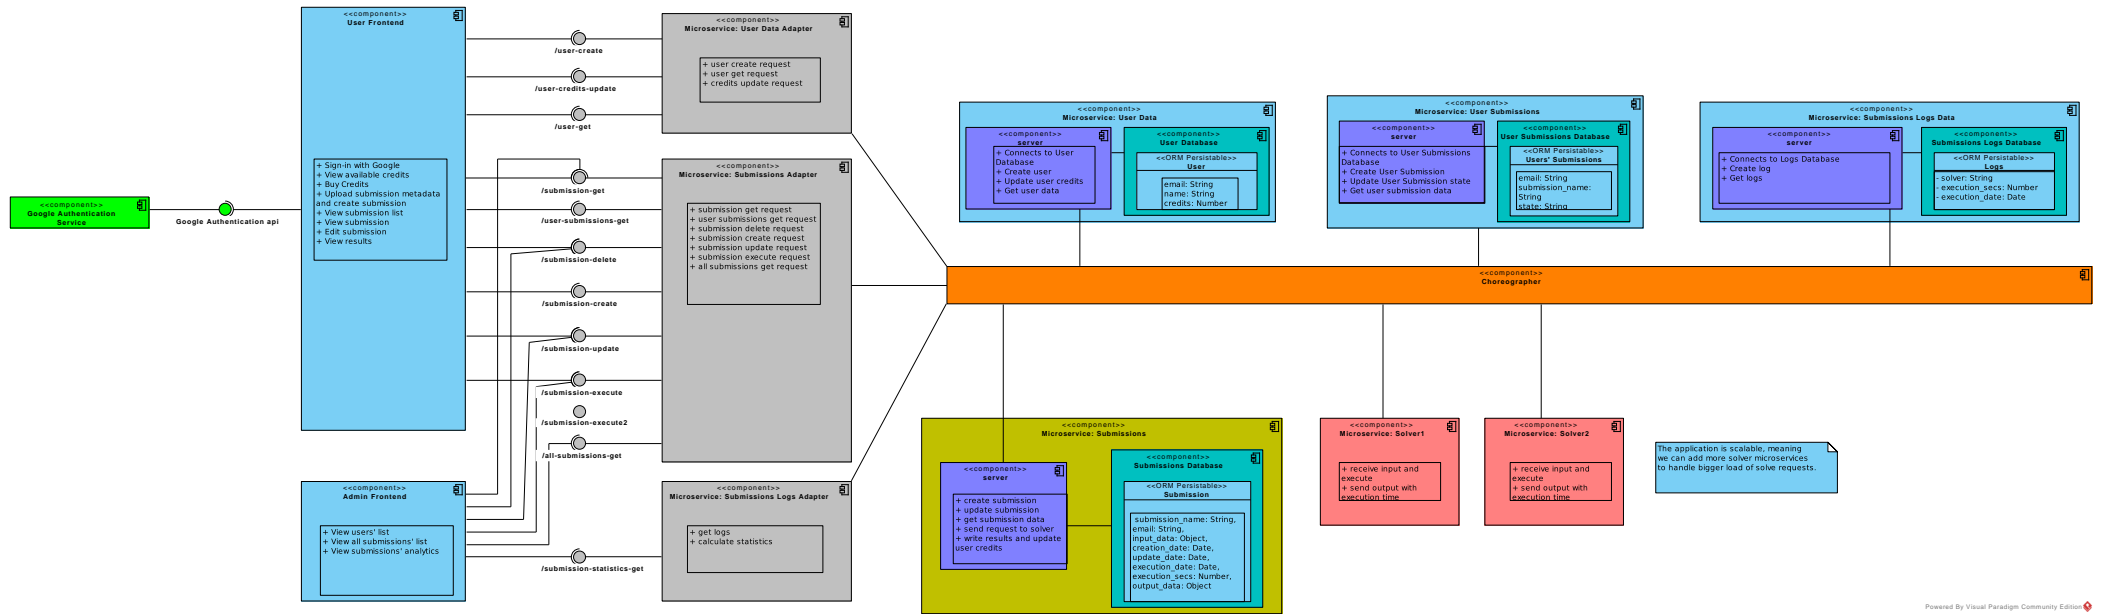 <<component>>
User Frontend
+ Sign-in with Google
+ View available credits
+ Buy Credits
+ Upload submission metadata
and create submission
+ View submission list
+ View submission
+ Edit submission
+ View results
<<component>>
Google Authentication
Service
Google Authentication api
<<component>>
Admin Frontend
+ View users' list
+ View all submissions' list
+ View submissions' analytics
/user-create
/user-credits-update
/user-get
/submission-get
/user-submissions-get
/submission-delete
/submission-create
/submission-update
/submission-execute
/submission-execute2
/all-submissions-get
/submission-statistics-get
<<component>>
Microservice: User Data Adapter
+ user create request
+ user get request
+ credits update request
<<component>>
Microservice: Submissions Adapter
+ submission get request
+ user submissions get request
+ submission delete request
+ submission create request
+ submission update request
+ submission execute request
+ all submissions get request
<<component>>
Microservice: Submissions Logs Adapter
+ get logs
+ calculate statistics
<<component>>
Microservice: User Data
<<component>>
server
+ Connects to User
Database
+ Create user
+ Update user credits
+ Get user data
<<component>>
User Database
<<ORM Persistable>>
User
email: String
name: String
credits: Number
<<component>>
Microservice: User Submissions
<<component>>
server
+ Connects to User Submissions
Database
+ Create User Submission
+ Update User Submission state
+ Get user submission data
<<component>>
User Submissions Database
<<ORM Persistable>>
Users' Submissions
email: String
submission_name:
String
state: String
<<component>>
Microservice: Submissions Logs Data
<<component>>
server
+ Connects to Logs Database
+ Create log
+ Get logs
<<component>>
Submissions Logs Database
<<ORM Persistable>>
Logs
- solver: String
- execution_secs: Number
- execution_date: Date
<<component>>
Choreographer
<<component>>
Microservice: Submissions
<<component>>
server
+ create submission
+ update submission
+ get submission data
+ send request to solver
+ write results and update
user credits
<<component>>
Submissions Database
<<ORM Persistable>>
Submission
submission_name: String,
email: String,
input_data: Object,
creation_date: Date,
update_date: Date,
execution_date: Date,
execution_secs: Number,
output_data: Object
<<component>>
Microservice: Solver1
+ receive input and
execute
+ send output with
execution time
<<component>>
Microservice: Solver2
+ receive input and
execute
+ send output with
execution time
The application is scalable, meaning
we can add more solver microservices
to handle bigger load of solve requests.
Powered By Visual Paradigm Community Edition